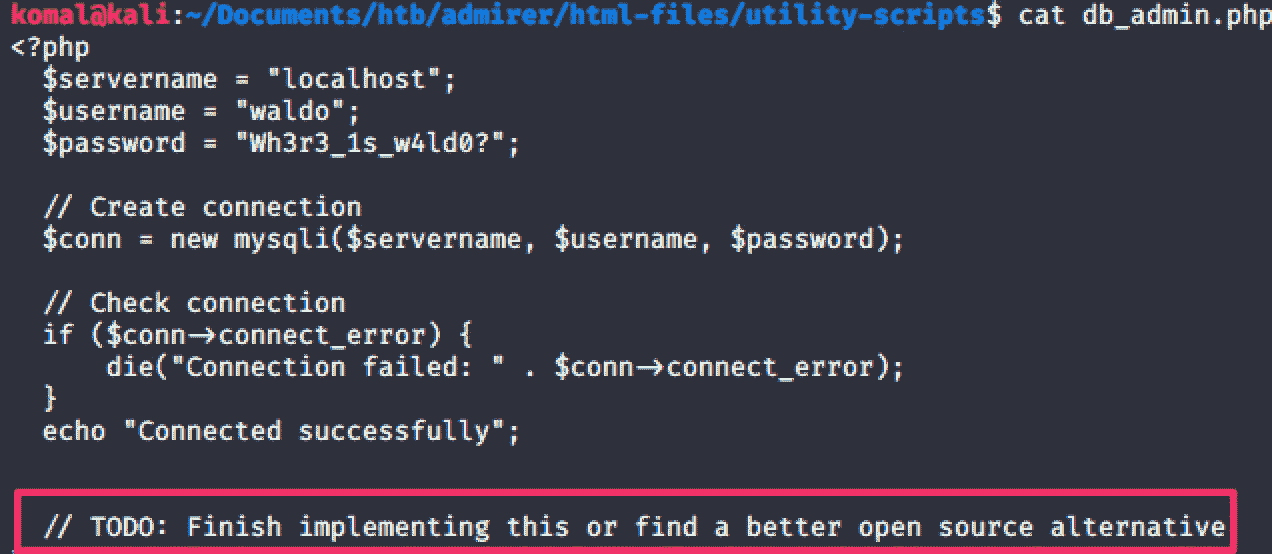 komal@kali:~/Documents/htb/admirer/html-files/utility-scripts$ cat db_admin.php
<?php
  $servername = "localhost";
  $username = "waldo";
  $password = "Wh3r3_1s_w4ld0?";
  // Create connection
  $conn = new mysqli($servername, $username, $password);
  // Check connection
  if ($conn->connect_error) {
      die("Connection failed: " . $conn->connect_error);
  }
  echo "Connected successfully";
  // TODO: Finish implementing this or find a better open source alternative